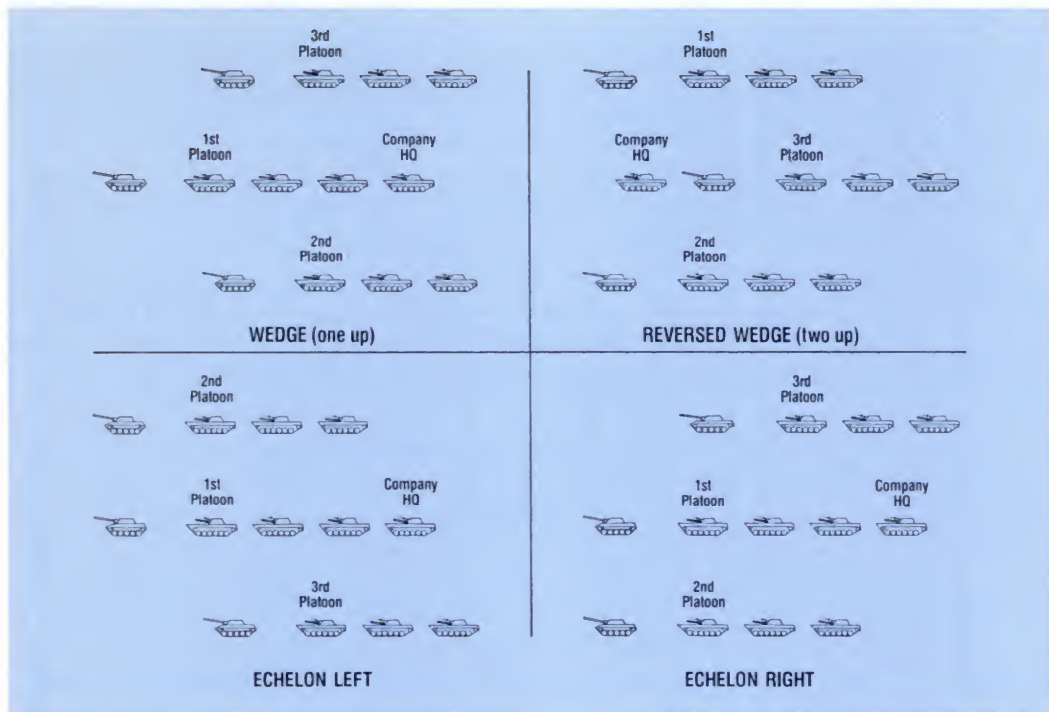 3rd
Platoon
1st
Platoon
Company
HQ
2nd
Platoon
WEDGE (one up)
1st
Platoon
Company
HQ
3rd
Platoon
2nd
Platoon
REVERSED WEDGE (two up)
2nd
Platoon
1st
Platoon
Company
HQ
3rd
Platoon
ECHELON LEFT
3rd
Platoon
1st
Platoon
Company
HQ
2nd
Platoon
ECHELON RIGHT